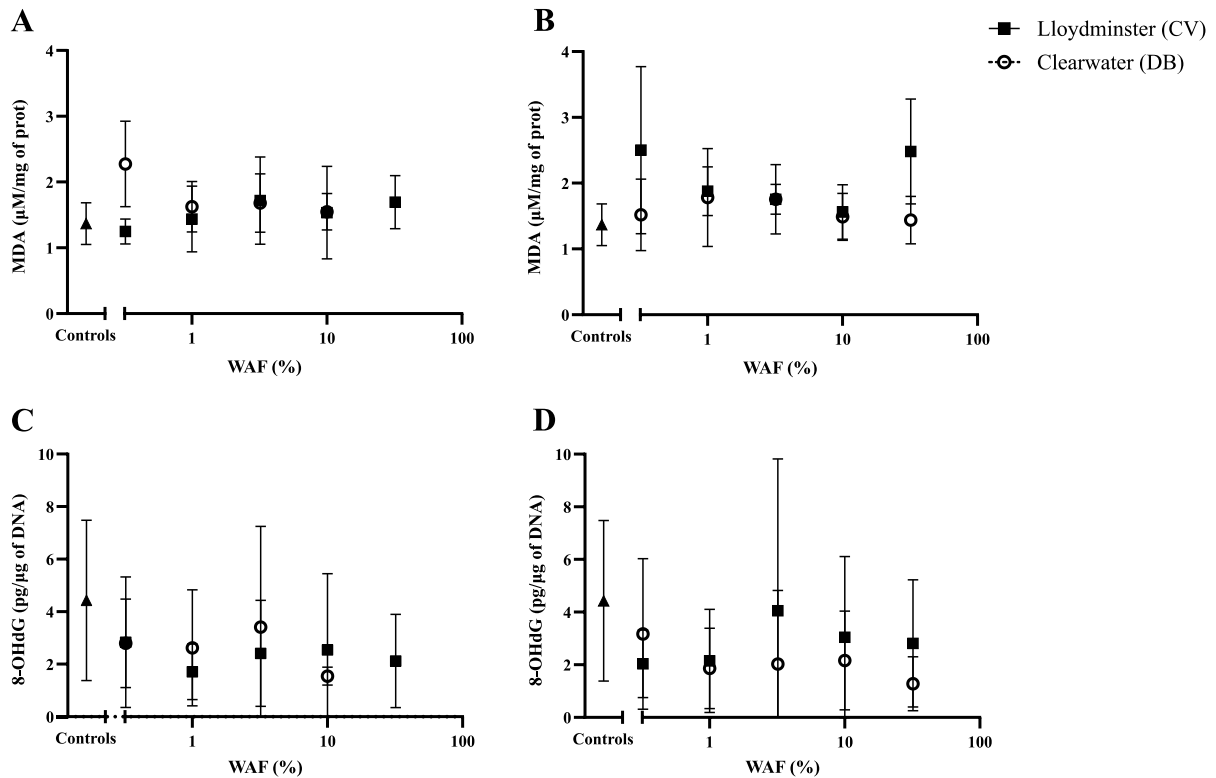 A
B
Lloydminster (CV)
Clearwater (DB)
4
3
2
1
0
MDA (µM/mg of prot)
Controls
1
10
100
WAF (%)
4
3
2
1
0
MDA (µM/mg of prot)
Controls
1
10
100
WAF (%)
C
D
10
8
6
4
2
0
8-OHdG (pg/µg of DNA)
Controls
1
10
100
WAF (%)
10
8
6
4
2
0
8-OHdG (pg/µg of DNA)
Controls
1
10
100
WAF (%)